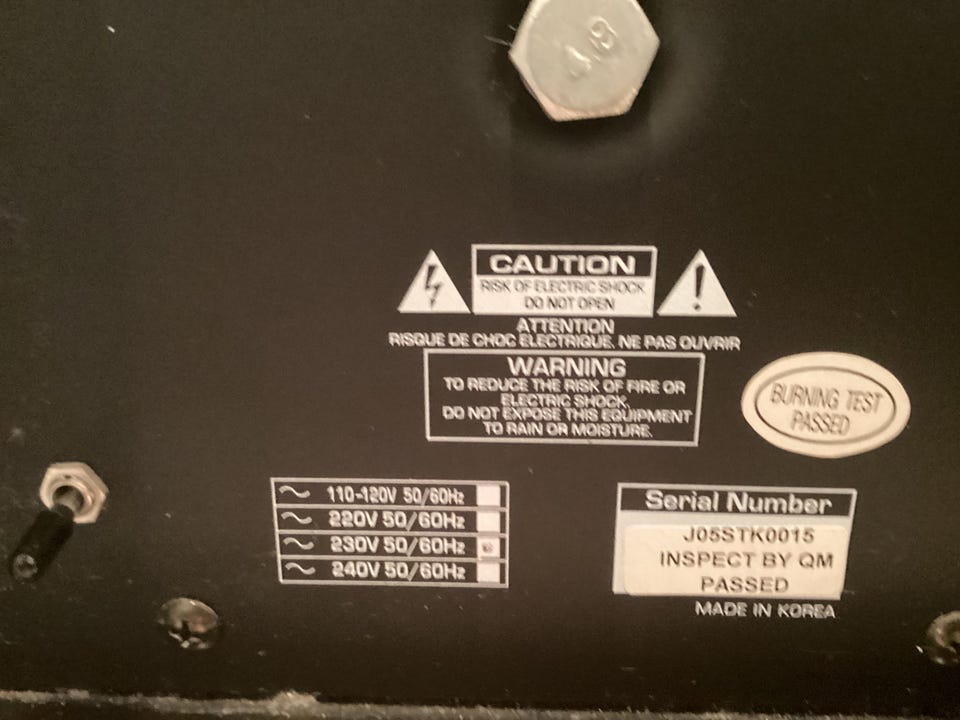 CAUTION
RISK OF ELECTRIC SHOCK
DO NOT OPEN
ATTENTION
RISQUE DE CHOC ELECTRIQUE. NE PAS OUVRIR
WARNING
TO REDUCE THE RISK OF FIRE OR
ELECTRIC SHOCK,
DO NOT EXPOSE THIS EQUIPMENT
TO RAIN OR MOISTURE.
BURNING TEST
PASSED
~ 110-120V 50/60Hz
~ 220V 50/60Hz
~ 230V 50/60Hz
~ 240V 50/60Hz
Serial Number
J05STK0015
INSPECT BY QM
PASSED
MADE IN KOREA